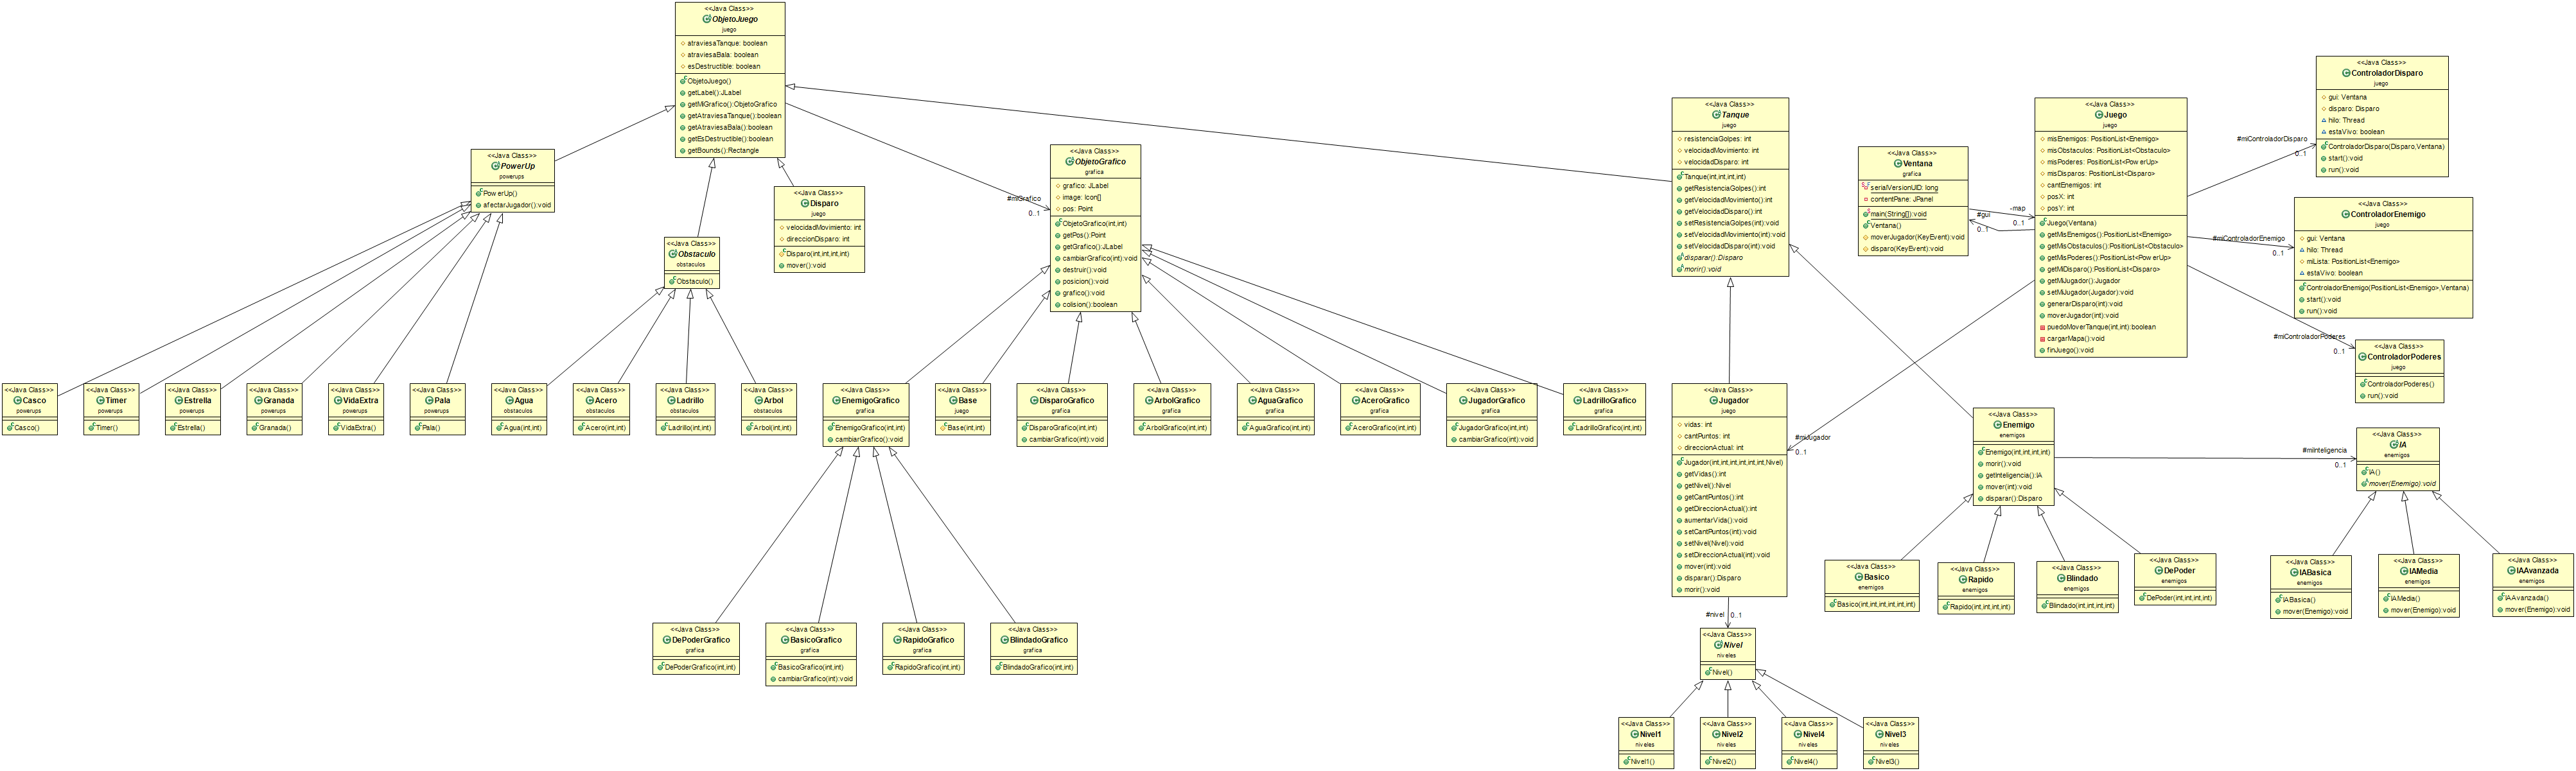 <<Java Class>>
ObjetoJuego
juego
atraviesaTanque: boolean
atraviesaBala: boolean
esDestructible: boolean
ObjetoJuego()
getLabel():JLabel
getMiGrafico():ObjetoGrafico
getAtraviesaTanque():boolean
getAtraviesaBala():boolean
getEsDestructible():boolean
getBounds():Rectangle
<<Java Class>>
PowerUp
powerups
PowerUp()
afectarJugador():void
<<Java Class>>
Obstaculo
obstaculos
Obstaculo()
<<Java Class>>
Disparo
juego
velocidadMovimiento: int
direccionDisparo: int
Disparo(int,int,int,int)
mover():void
#miGrafico
0..1
<<Java Class>>
ObjetoGrafico
grafica
grafico: JLabel
image: Icon[]
pos: Point
ObjetoGrafico(int,int)
getPos():Point
getGrafico():JLabel
cambiarGrafico(int):void
destruir():void
posicion():void
grafico():void
colision():boolean
<<Java Class>>
Tanque
juego
resistenciaGolpes: int
velocidadMovimiento: int
velocidadDisparo: int
Tanque(int,int,int,int)
getResistenciaGolpes():int
getVelocidadMovimiento():int
getVelocidadDisparo():int
setResistenciaGolpes(int):void
setVelocidadMovimiento(int):void
setVelocidadDisparo(int):void
disparar():Disparo
morir():void
<<Java Class>>
Ventana
grafica
serialVersionUID: long
contentPane: JPanel
main(String[]):void
Ventana()
moverJugador(KeyEvent):void
disparo(KeyEvent):void
-map
0..1
#gui
0..1
<<Java Class>>
Juego
juego
misEnemigos: PositionList<Enemigo>
misObstaculos: PositionList<Obstaculo>
misPoderes: PositionList<PowerUp>
misDisparos: PositionList<Disparo>
cantEnemigos: int
posX: int
posY: int
Juego(Ventana)
getMisEnemigos():PositionList<Enemigo>
getMisObstaculos():PositionList<Obstaculo>
getMisPoderes():PositionList<PowerUp>
getMiDisparo():PositionList<Disparo>
getMiJugador():Jugador
setMiJugador(Jugador):void
generarDisparo(int):void
moverJugador(int):void
puedoMoverTanque(int,int):boolean
cargarMapa():void
finJuego():void
#miControladorDisparo
0..1
#miControladorEnemigo
0..1
#miControladorPoderes
0..1
<<Java Class>>
ControladorDisparo
juego
gui: Ventana
disparo: Disparo
hilo: Thread
estaVivo: boolean
ControladorDisparo(Disparo,Ventana)
start():void
run():void
<<Java Class>>
ControladorEnemigo
juego
gui: Ventana
hilo: Thread
miLista: PositionList<Enemigo>
estaVivo: boolean
ControladorEnemigo(PositionList<Enemigo>,Ventana)
start():void
run():void
<<Java Class>>
ControladorPoderes
juego
ControladorPoderes()
run():void
<<Java Class>>
Casco
powerups
Casco()
<<Java Class>>
Timer
powerups
Timer()
<<Java Class>>
Estrella
powerups
Estrella()
<<Java Class>>
Granada
powerups
Granada()
<<Java Class>>
VidaExtra
powerups
VidaExtra()
<<Java Class>>
Pala
powerups
Pala()
<<Java Class>>
Agua
obstaculos
Agua(int,int)
<<Java Class>>
Acero
obstaculos
Acero(int,int)
<<Java Class>>
Ladrillo
obstaculos
Ladrillo(int,int)
<<Java Class>>
Arbol
obstaculos
Arbol(int,int)
<<Java Class>>
EnemigoGrafico
grafica
EnemigoGrafico(int,int)
cambiarGrafico():void
<<Java Class>>
Base
juego
Base(int,int)
<<Java Class>>
DisparoGrafico
grafica
DisparoGrafico(int,int)
cambiarGrafico(int):void
<<Java Class>>
ArbolGrafico
grafica
ArbolGrafico(int,int)
<<Java Class>>
AguaGrafico
grafica
AguaGrafico(int,int)
<<Java Class>>
AceroGrafico
grafica
AceroGrafico(int,int)
<<Java Class>>
JugadorGrafico
grafica
JugadorGrafico(int,int)
cambiarGrafico(int):void
<<Java Class>>
LadrilloGrafico
grafica
LadrilloGrafico(int,int)
<<Java Class>>
Jugador
juego
vidas: int
cantPuntos: int
direccionActual: int
Jugador(int,int,int,int,int,int,Nivel)
getVidas():int
getNivel():Nivel
getCantPuntos():int
getDireccionActual():int
aumentarVida():void
setCantPuntos(int):void
setNivel(Nivel):void
setDireccionActual(int):void
mover(int):void
disparar():Disparo
morir():void
#miJugador
0..1
<<Java Class>>
Enemigo
enemigos
Enemigo(int,int,int,int)
morir():void
getInteligencia():IA
mover(int):void
disparar():Disparo
#miInteligencia
0..1
<<Java Class>>
IA
enemigos
IA()
mover(Enemigo):void
<<Java Class>>
Basico
enemigos
Basico(int,int,int,int,int,int)
<<Java Class>>
Rapido
enemigos
Rapido(int,int,int,int)
<<Java Class>>
Blindado
enemigos
Blindado(int,int,int,int)
<<Java Class>>
DePoder
enemigos
DePoder(int,int,int,int)
<<Java Class>>
IABasica
enemigos
IABasica()
mover(Enemigo):void
<<Java Class>>
IAMedia
enemigos
IAMedia()
mover(Enemigo):void
<<Java Class>>
IAAvanzada
enemigos
IAAvanzada()
mover(Enemigo):void
<<Java Class>>
DePoderGrafico
grafica
DePoderGrafico(int,int)
<<Java Class>>
BasicoGrafico
grafica
BasicoGrafico(int,int)
cambiarGrafico(int):void
<<Java Class>>
RapidoGrafico
grafica
RapidoGrafico(int,int)
<<Java Class>>
BlindadoGrafico
grafica
BlindadoGrafico(int,int)
#nivel
0..1
<<Java Class>>
Nivel
niveles
Nivel()
<<Java Class>>
Nivel1
niveles
Nivel1()
<<Java Class>>
Nivel2
niveles
Nivel2()
<<Java Class>>
Nivel4
niveles
Nivel4()
<<Java Class>>
Nivel3
niveles
Nivel3()